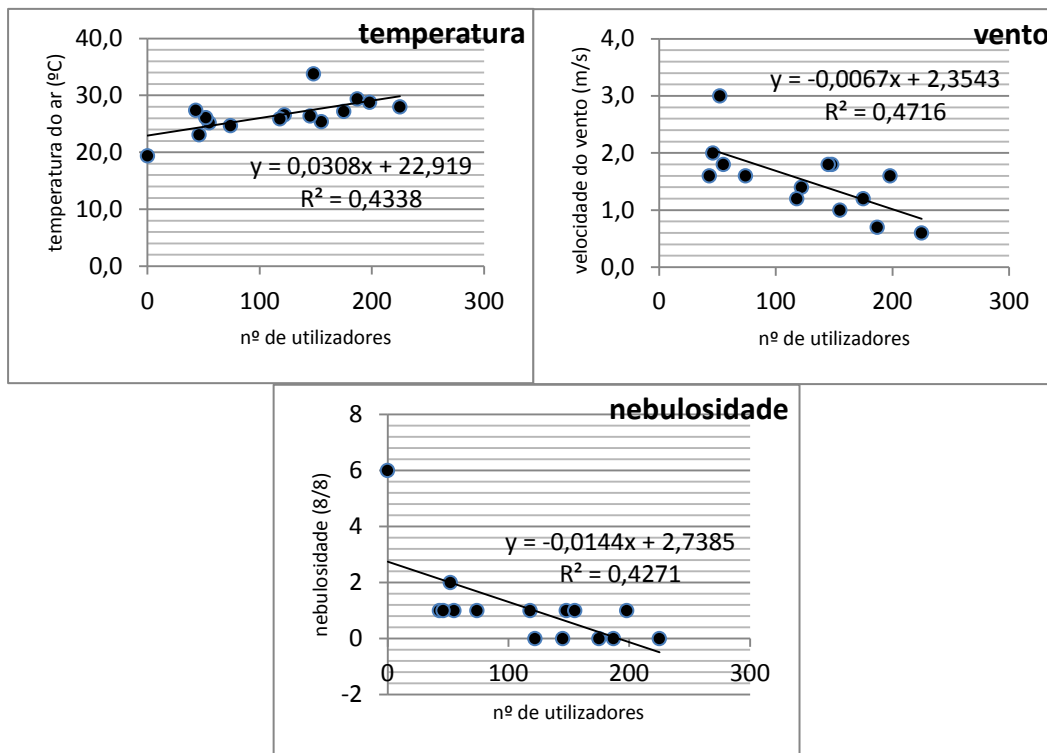 temperatura
temperatura do ar (ºC)
40,0
30,0
20,0
10,0
0,0
y = 0,0308x + 22,919
R² = 0,4338
0 100 200 300
nº de utilizadores
vento
velocidade do vento (m/s)
4,0
3,0
2,0
1,0
0,0
y = -0,0067x + 2,3543
R² = 0,4716
0 100 200 300
nº de utilizadores
nebulosidade
nebulosidade (8/8)
8
6
4
2
0
-2
y = -0,0144x + 2,7385
R² = 0,4271
0 100 200 300
nº de utilizadores